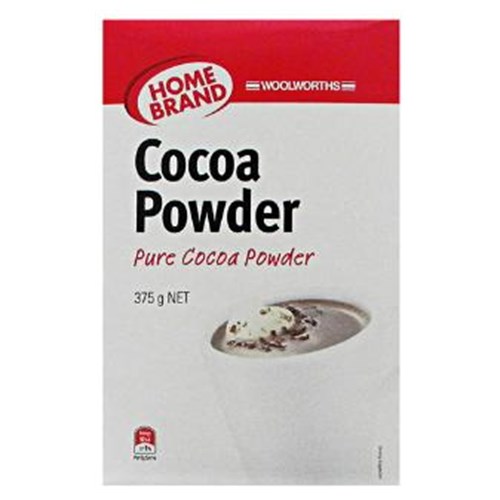 HOME
BRAND
WOOLWORTHS
Cocoa
Powder
Pure Cocoa Powder
375 g NET